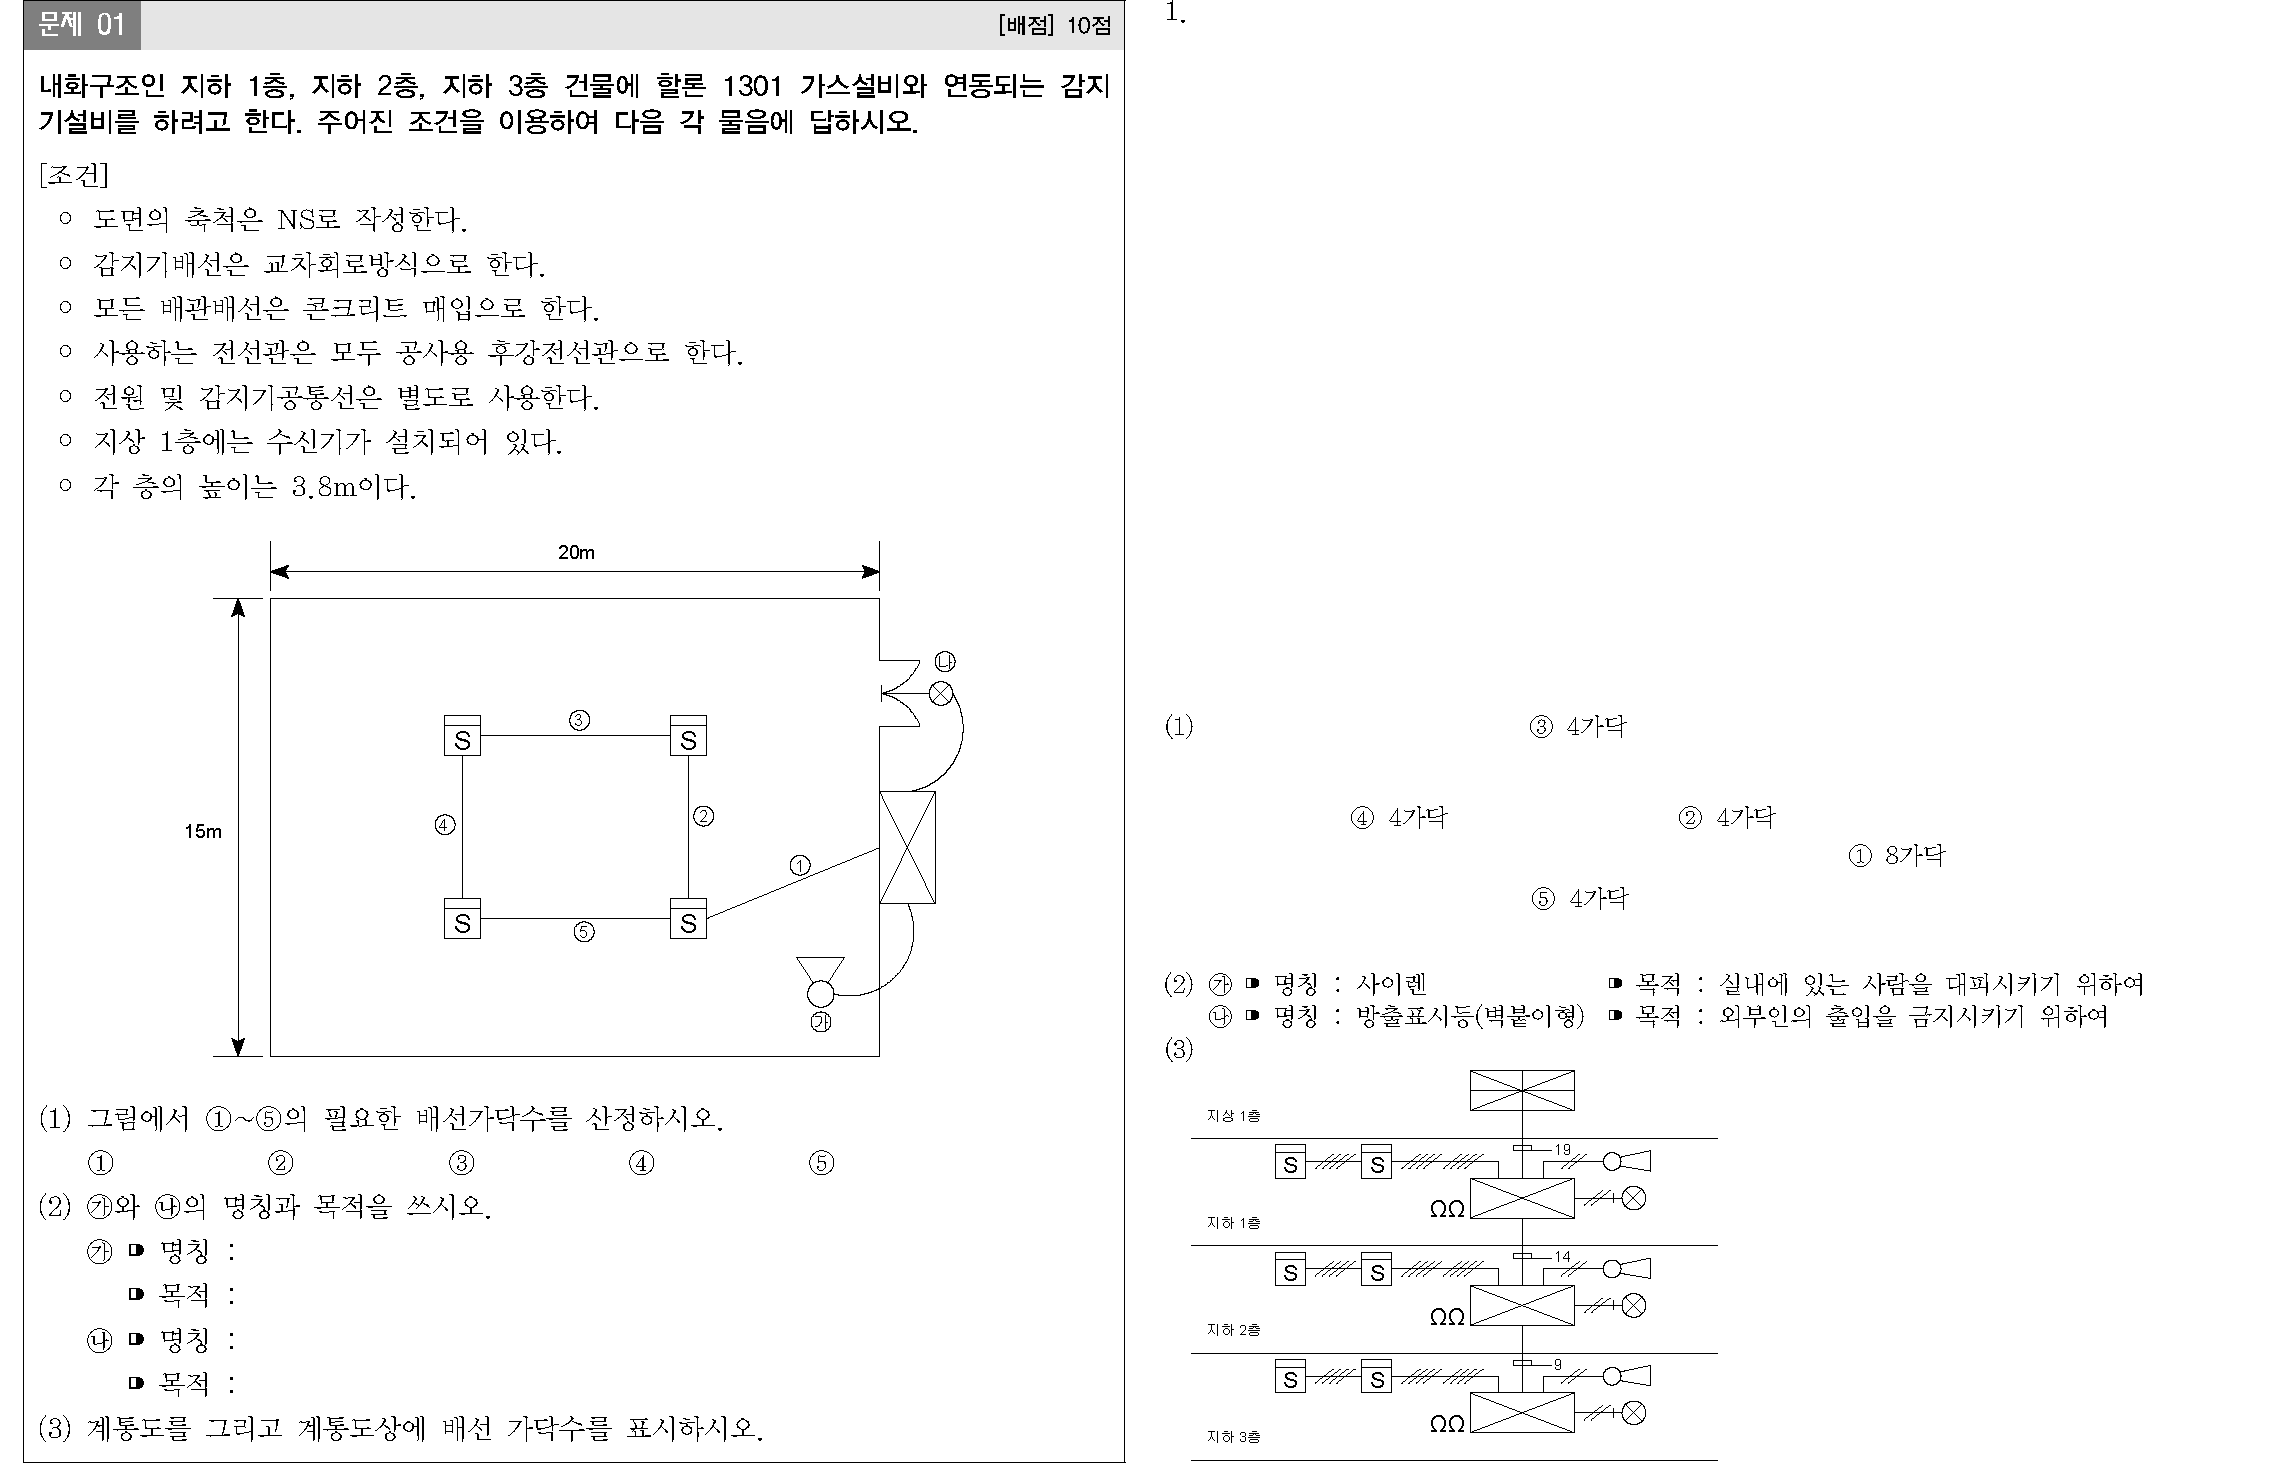 문제 01
[배점] 10점
내화구조인 지하 1층, 지하 2층, 지하 3층 건물에 할론 1301 가스설비와 연동되는 감지
기설비를 하려고 한다. 주어진 조건을 이용하여 다음 각 물음에 답하시오.
[조건]
○ 도면의 축척은 NS로 작성한다.
○ 감지기배선은 교차회로방식으로 한다.
○ 모든 배관배선은 콘크리트 매입으로 한다.
○ 사용하는 전선관은 모두 공사용 후강전선관으로 한다.
○ 전원 및 감지기공통선은 별도로 사용한다.
○ 지상 1층에는 수신기가 설치되어 있다.
○ 각 층의 높이는 3.8m이다.
20m
㉯
③
S S
15m
④ ②
①
S S
⑤
㉮
(1) 그림에서 ①~⑤의 필요한 배선가닥수를 산정하시오.
① ② ③ ④ ⑤
(2) ㉮와 ㉯의 명칭과 목적을 쓰시오.
㉮ 명칭 :
목적 :
㉯ 명칭 :
목적 :
(3) 계통도를 그리고 계통도상에 배선 가닥수를 표시하시오.
1.
(1) ③ 4가닥
④ 4가닥 ② 4가닥
① 8가닥
⑤ 4가닥
(2) ㉮ 명칭 : 사이렌 목적 : 실내에 있는 사람을 대피시키기 위하여
㉯ 명칭 : 방출표시등(벽붙이형) 목적 : 외부인의 출입을 금지시키기 위하여
(3)
지상 1층
19
S S
ΩΩ
지하 1층
14
S S
ΩΩ
지하 2층
9
S S
ΩΩ
지하 3층